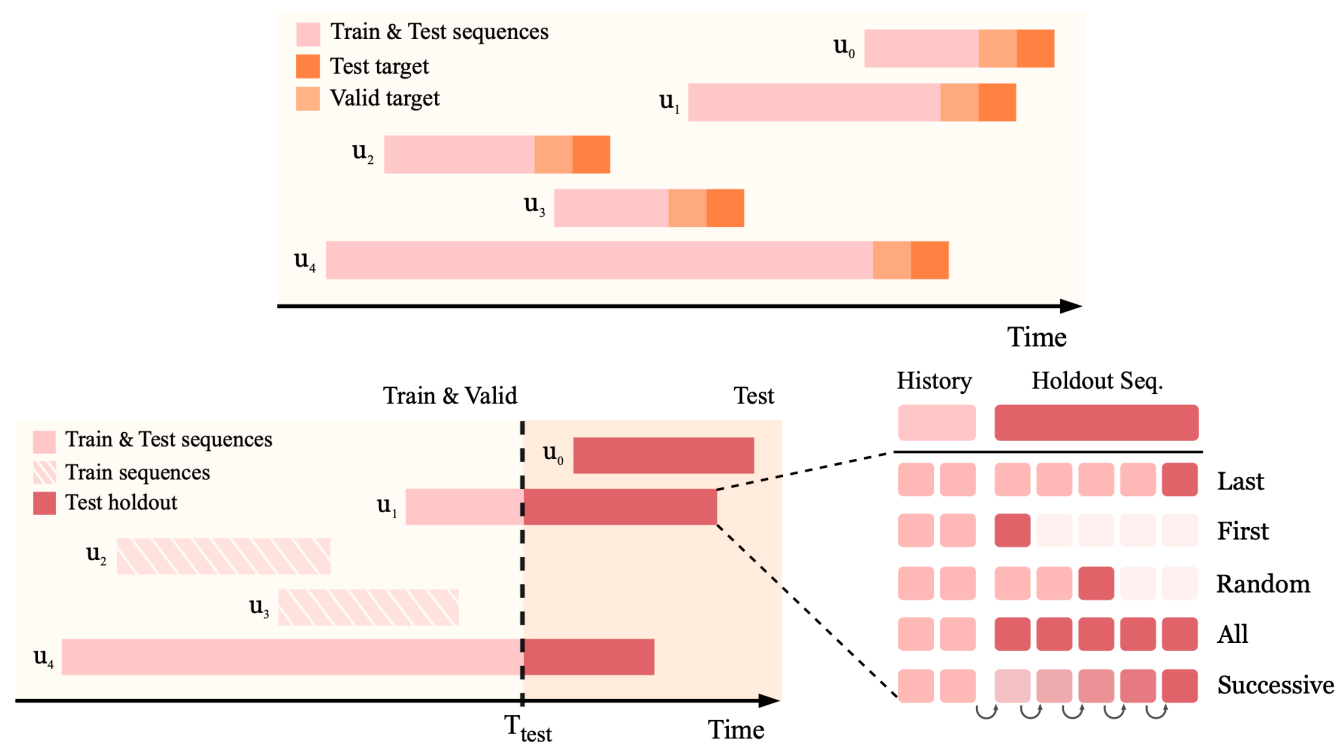 Train & Test sequences
Test target
Valid target
u0
u1
u2
u3
u4
Time
Train & Valid
Test
Train & Test sequences
Train sequences
Test holdout
u0
u1
u2
u3
u4
Ttest
Time
History
Holdout Seq.
Last
First
Random
All
Successive